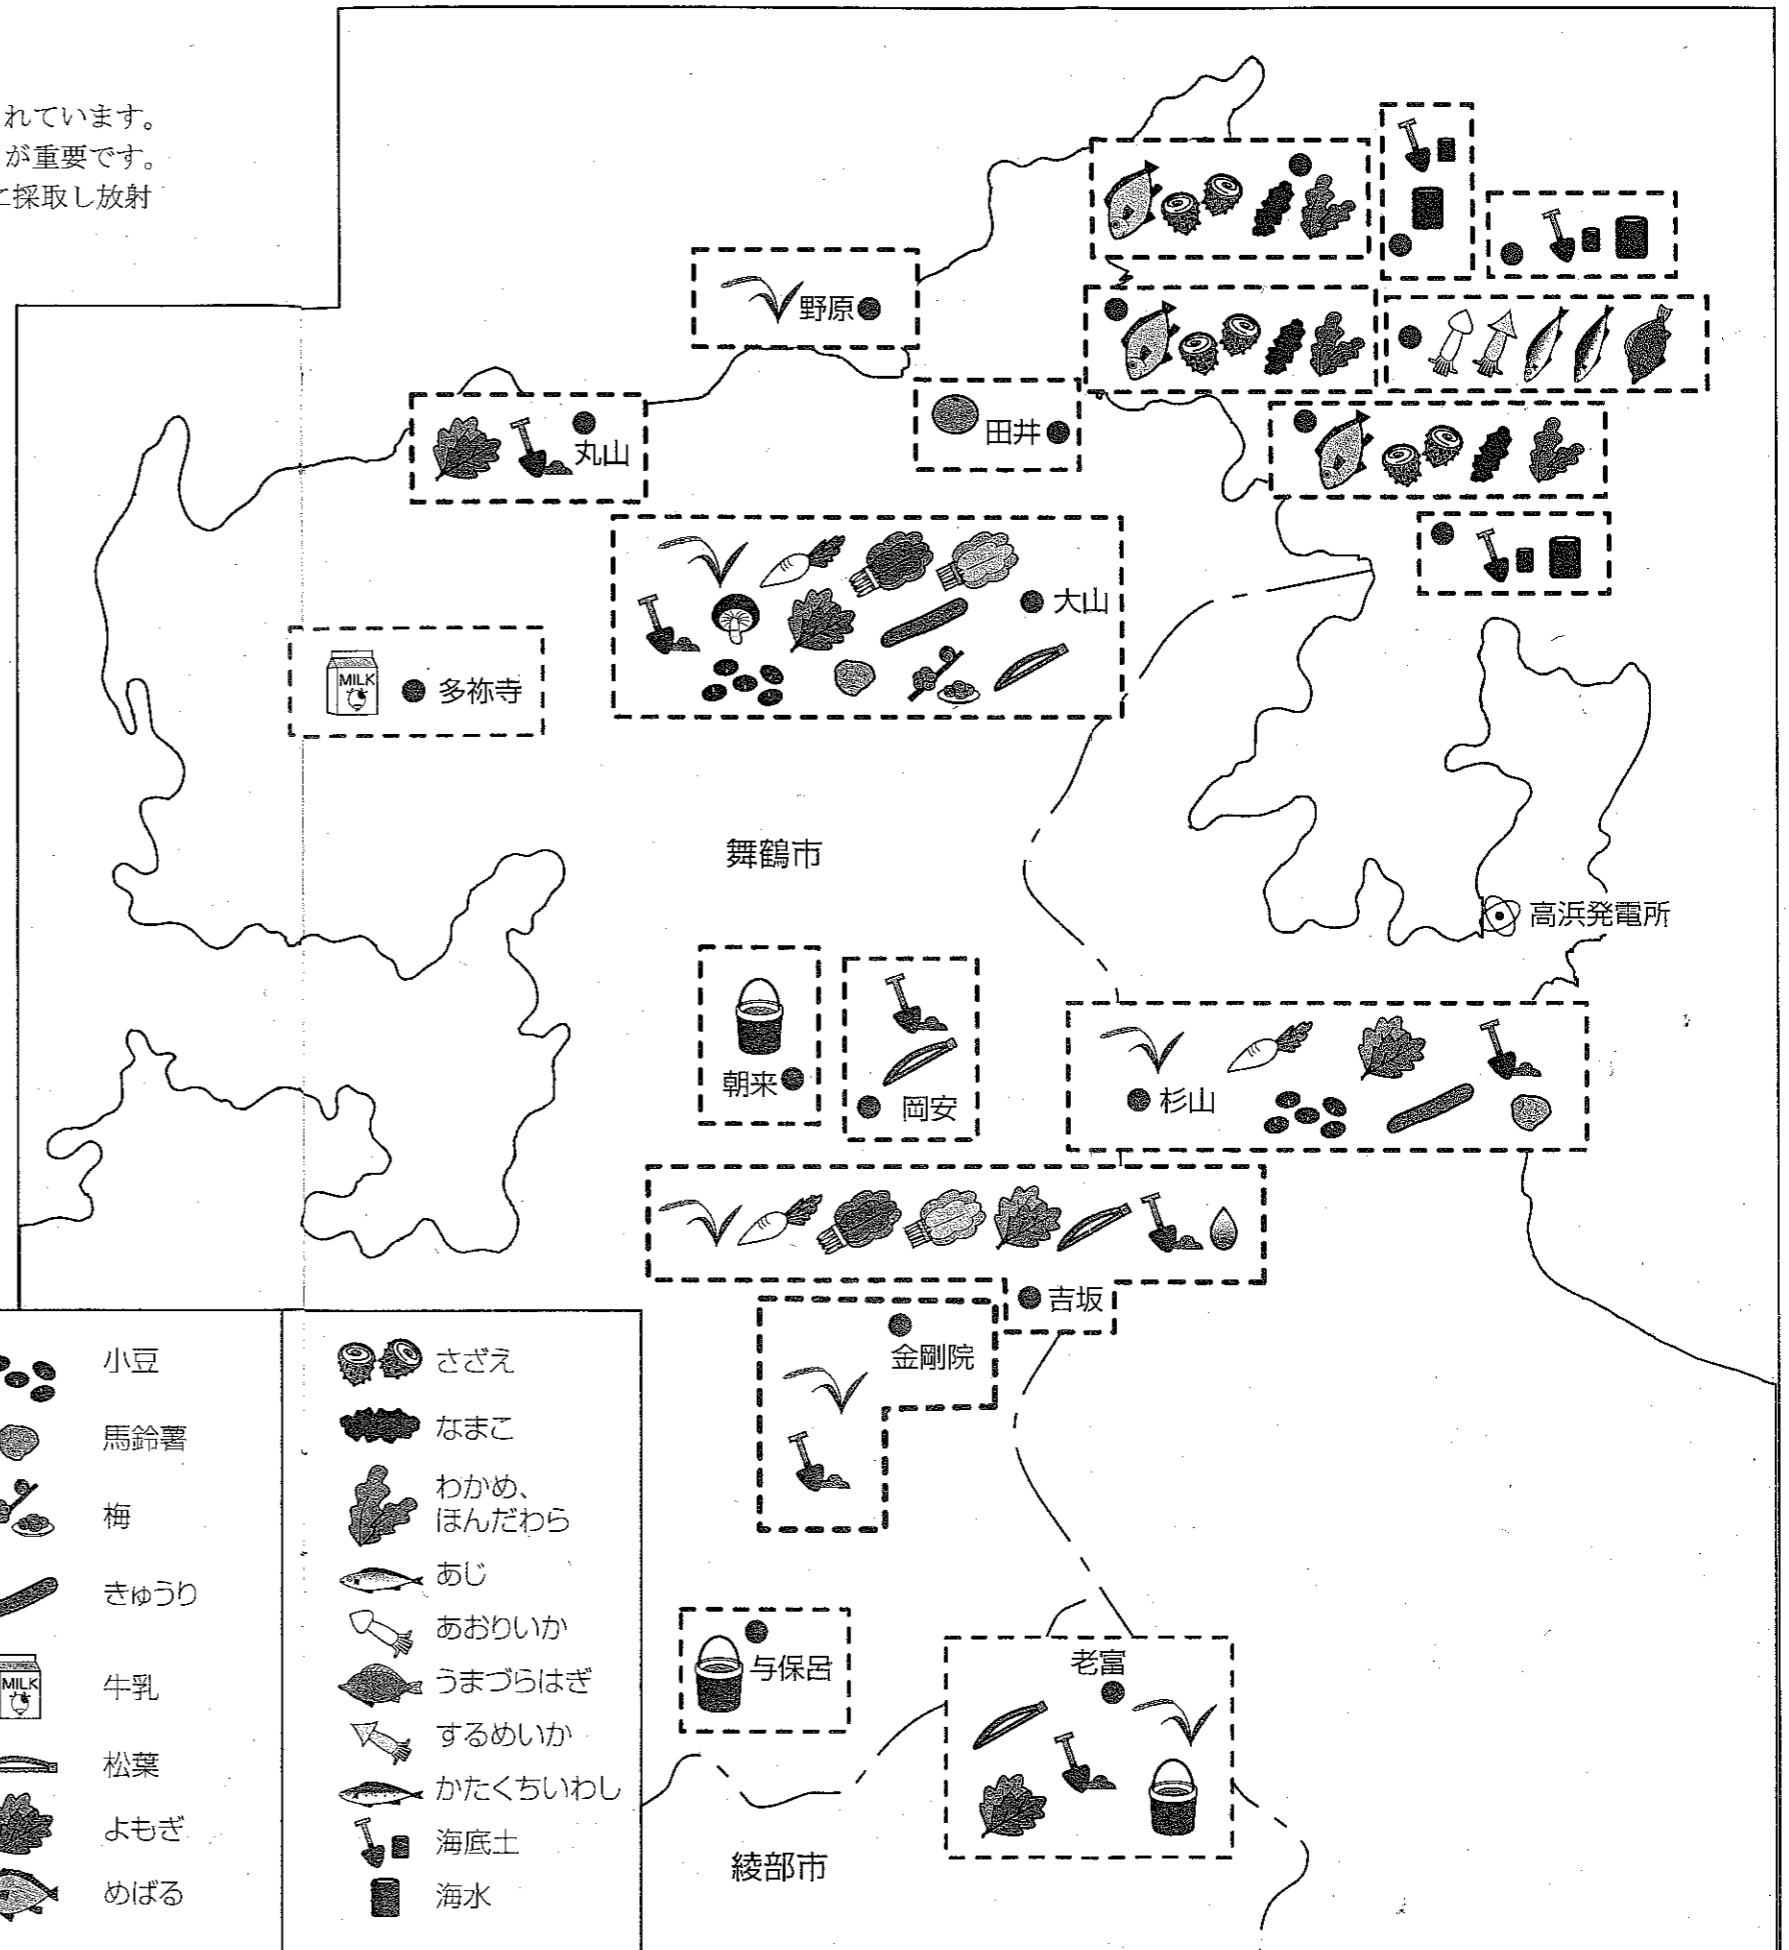 れています。
が重要です。
に採取し放射
野原
田井
丸山
大山
MILK
多祢寺
舞鶴市
高浜発電所
朝来
岡安
杉山
吉坂
金剛院
与保呂
老富
綾部市
小豆
馬鈴薯
梅
きゅうり
MILK
牛乳
松葉
よもぎ
めばる
さざえ
なまこ
わかめ、
ほんだわら
あじ
あおりいか
うまづらはぎ
するめいか
かたくちいわし
海底土
海水